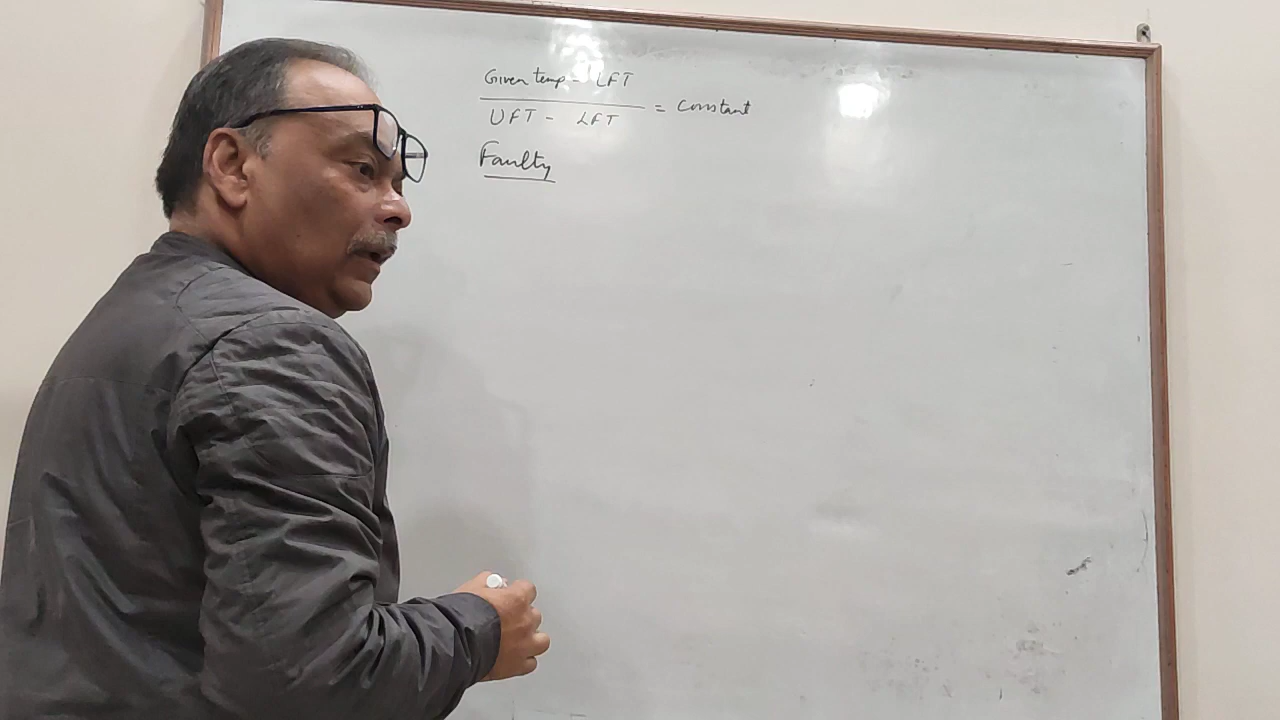 Given temp - LFT
UFT - LFT
= Constant
Faulty